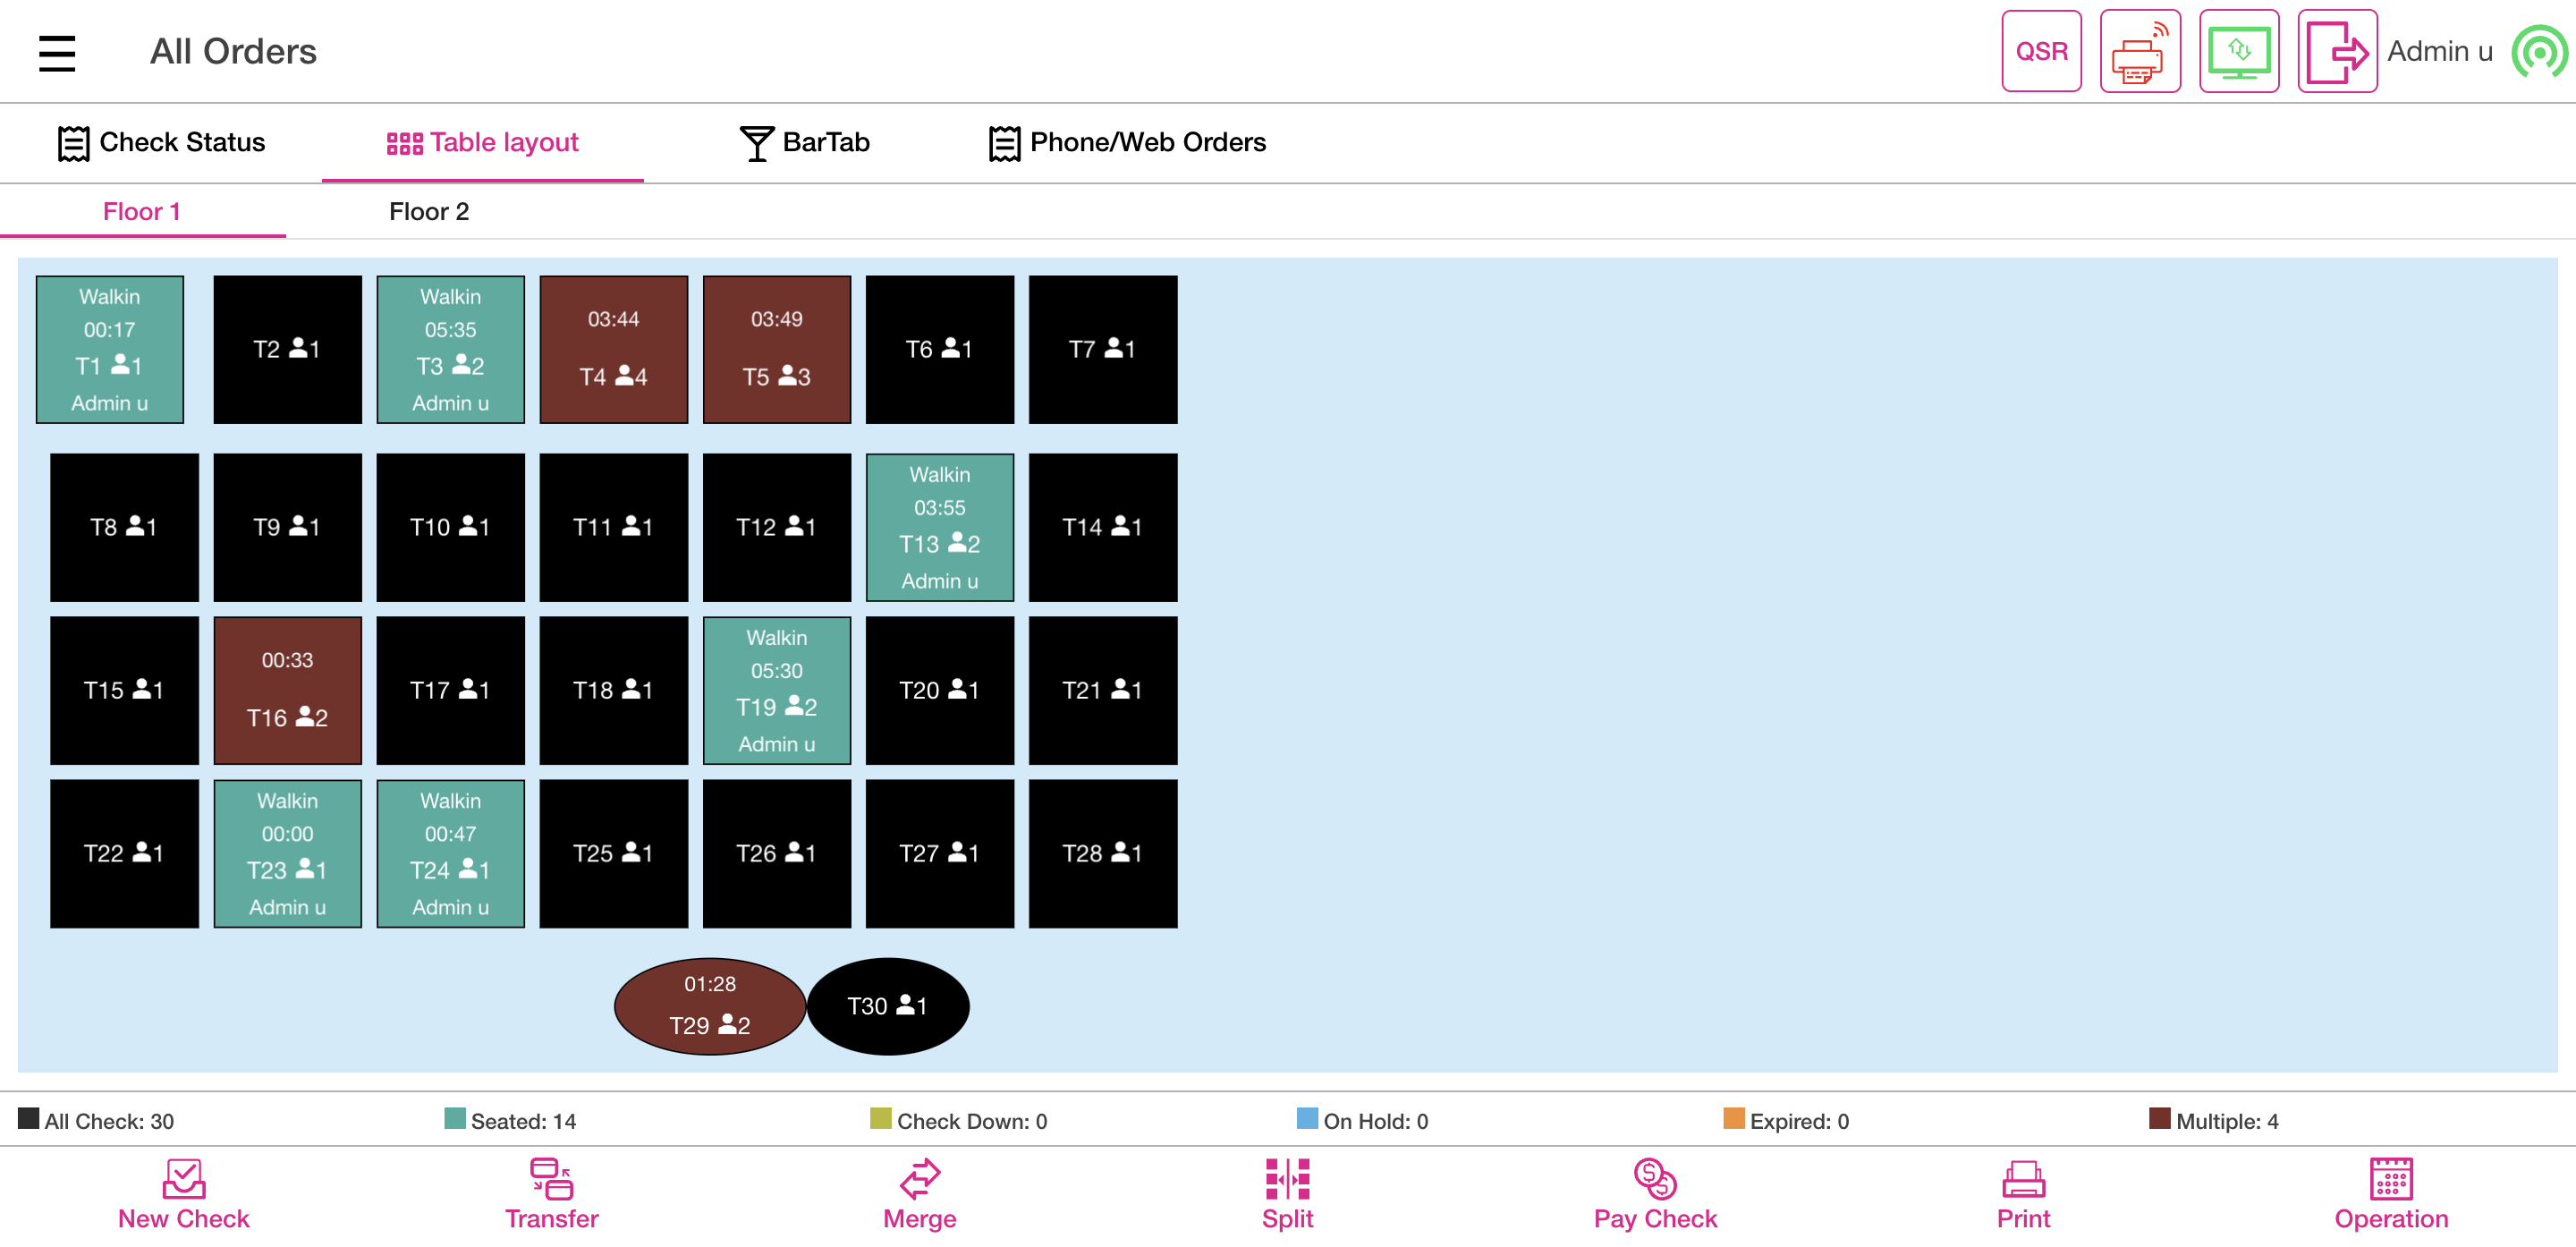 All Orders
QSR
Admin u
Check Status
Table layout
BarTab
Phone/Web Orders
Floor 1
Floor 2
Walkin
00:17
T1 1
Admin u
T2 1
Walkin
05:35
T3 2
Admin u
03:44
T4 4
03:49
T5 3
T6 1
T7 1
T8 1
T9 1
T10 1
T11 1
T12 1
Walkin
03:55
T13 2
Admin u
T14 1
T15 1
00:33
T16 2
T17 1
T18 1
Walkin
05:30
T19 2
Admin u
T20 1
T21 1
T22 1
Walkin
00:00
T23 1
Admin u
Walkin
00:47
T24 1
Admin u
T25 1
T26 1
T27 1
T28 1
01:28
T29 2
T30 1
All Check: 30
Seated: 14
Check Down: 0
On Hold: 0
Expired: 0
Multiple: 4
New Check
Transfer
Merge
Split
Pay Check
Print
Operation